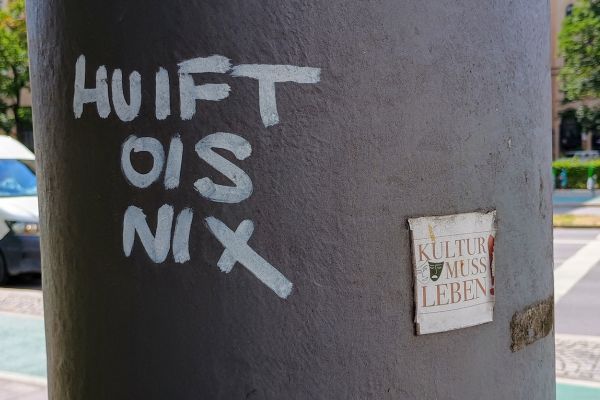 HUIFT
OIS
NIX
KULTUR
MUSS
LEBEN!